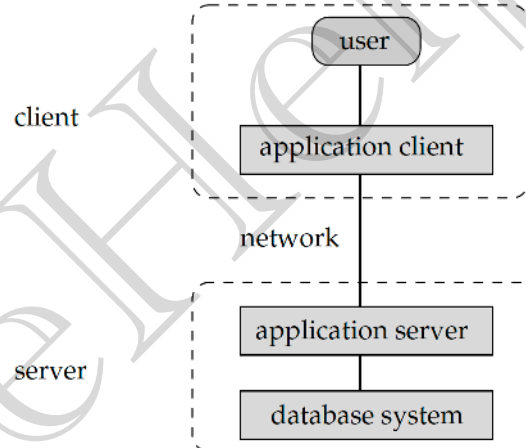 user
client
application client
network
application server
server
database system